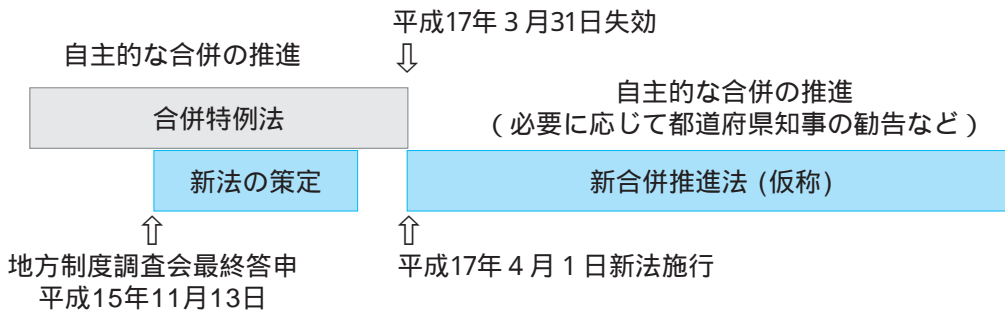 平成17年3月31日失効
自主的な合併の推進
合併特例法
自主的な合併の推進
(必要に応じて都道府県知事の勧告など)
新法の策定
新合併推進法 (仮称)
地方制度調査会最終答申
平成15年11月13日
平成17年4月1日新法施行